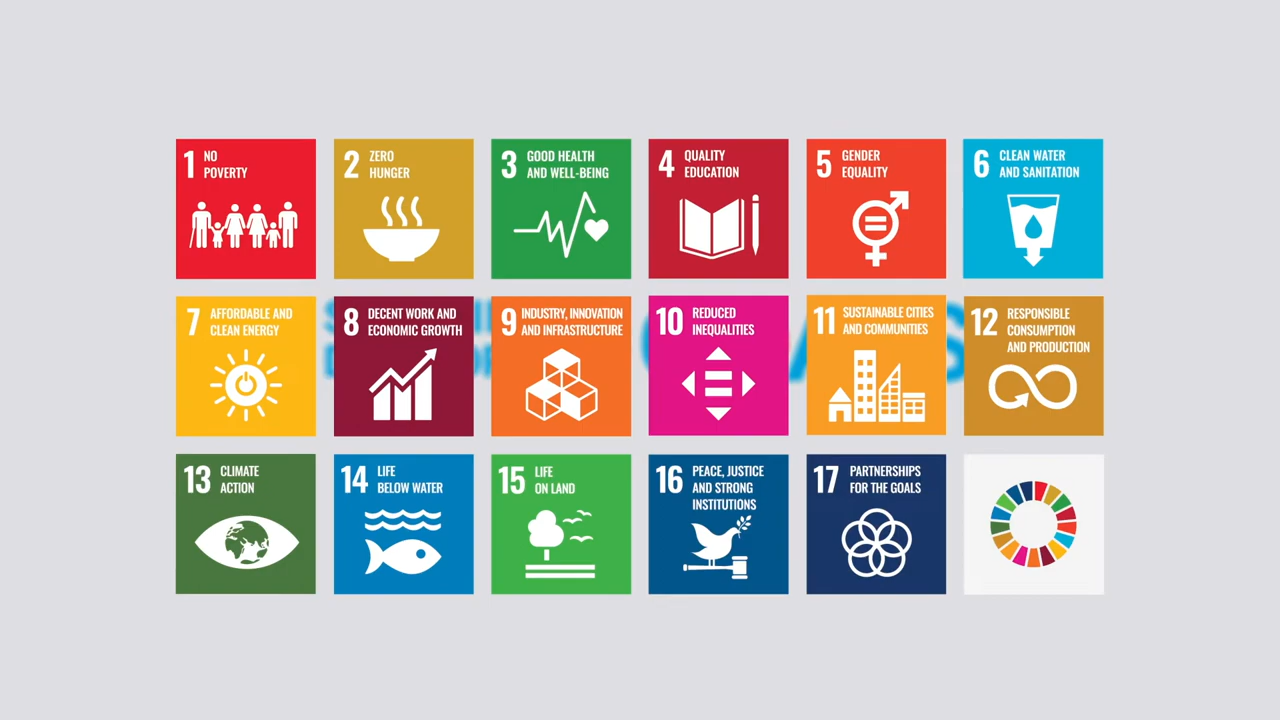 1 NO
POVERTY
2 ZERO
HUNGER
3 GOOD HEALTH
AND WELL-BEING
4 QUALITY
EDUCATION
5 GENDER
EQUALITY
6 CLEAN WATER
AND SANITATION
7 AFFORDABLE AND
CLEAN ENERGY
8 DECENT WORK AND
ECONOMIC GROWTH
9 INDUSTRY, INNOVATION
AND INFRASTRUCTURE
10 REDUCED
INEQUALITIES
11 SUSTAINABLE CITIES
AND COMMUNITIES
12 RESPONSIBLE
CONSUMPTION
AND PRODUCTION
13 CLIMATE
ACTION
14 LIFE
BELOW WATER
15 LIFE
ON LAND
16 PEACE, JUSTICE
AND STRONG
INSTITUTIONS
17 PARTNERSHIPS
FOR THE GOALS